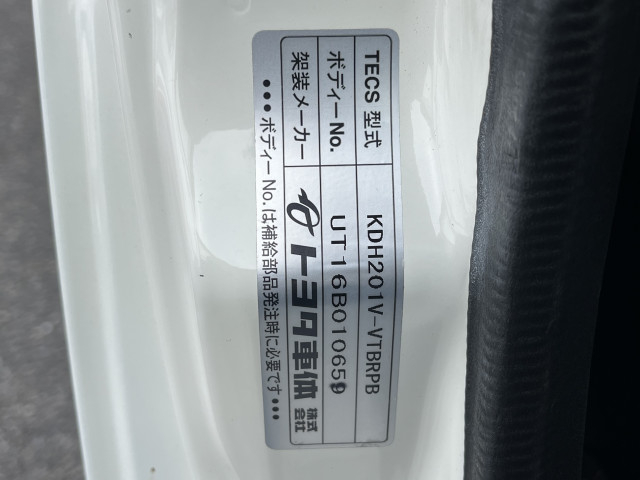 TECS 型式 KDH201V-VTBRPB
ボディーNo. UT16B010659
架装メーカー トヨタ車体 株式会社
•••ボディーNo.は補給部品発注時に必要です•••